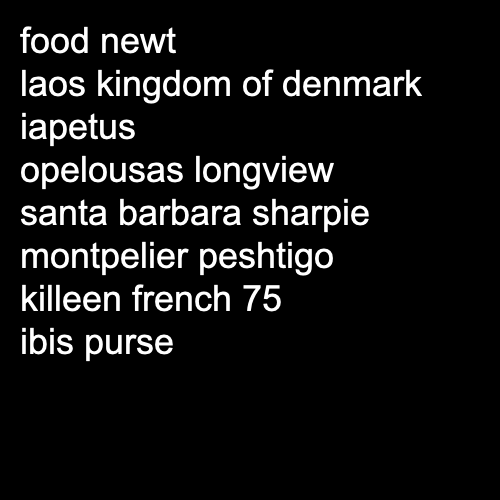 food newt
laos kingdom of denmark
iapetus
opelousas longview
santa barbara sharpie
montpelier peshtigo
killeen french 75
ibis purse